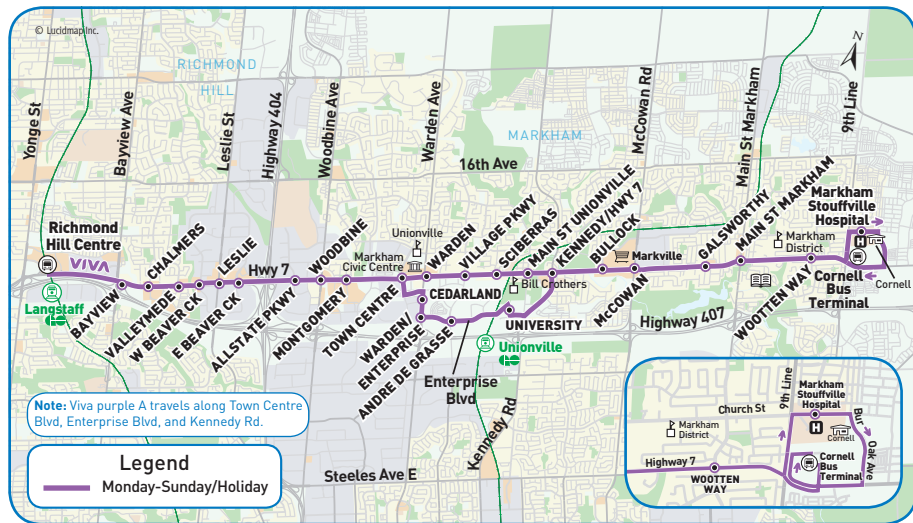 © Lucidmap Inc.
N
RICHMOND
HILL
MARKHAM
Yonge St
Bayview Ave
Leslie St
Highway 404
Woodbine Ave
Warden Ave
McCowan Rd
Main St Markham
9th Line
16th Ave
Richmond
Hill Centre
VIVA
Langstaff
Hwy 7
BAYVIEW
CHALMERS
VALLEYMEDE
W BEAVER CK
LESLIE
E BEAVER CK
ALLSTATE PKWY
WOODBINE
MONTGOMERY
Unionville
Markham
Civic Centre
TOWN CENTRE
WARDEN
CEDARLAND
WARDEN/
ENTERPRISE
ANDRE DE GRASSE
Enterprise
Blvd
VILLAGE PKWY
SCIBERRAS
Bill Crothers
UNIVERSITY
Unionville
MAIN ST UNIONVILLE
KENNEDY/HWY 7
BULLOCK
Markville
McCOWAN
GALSWORTHY
MAIN ST MARKHAM
Markham
District
WOOTTEN WAY
Markham
Stouffville
Hospital
H
Cornell
Cornell
Bus
Terminal
Highway 407
Kennedy Rd
Steeles Ave E
Note: Viva purple A travels along Town Centre
Blvd, Enterprise Blvd, and Kennedy Rd.
Legend
Monday-Sunday/Holiday
9th Line
Markham
Stouffville
Hospital
Church St
H
Bur
Oak Ave
Cornell
Markham
District
Cornell
Bus
Terminal
Highway 7
WOOTTEN
WAY